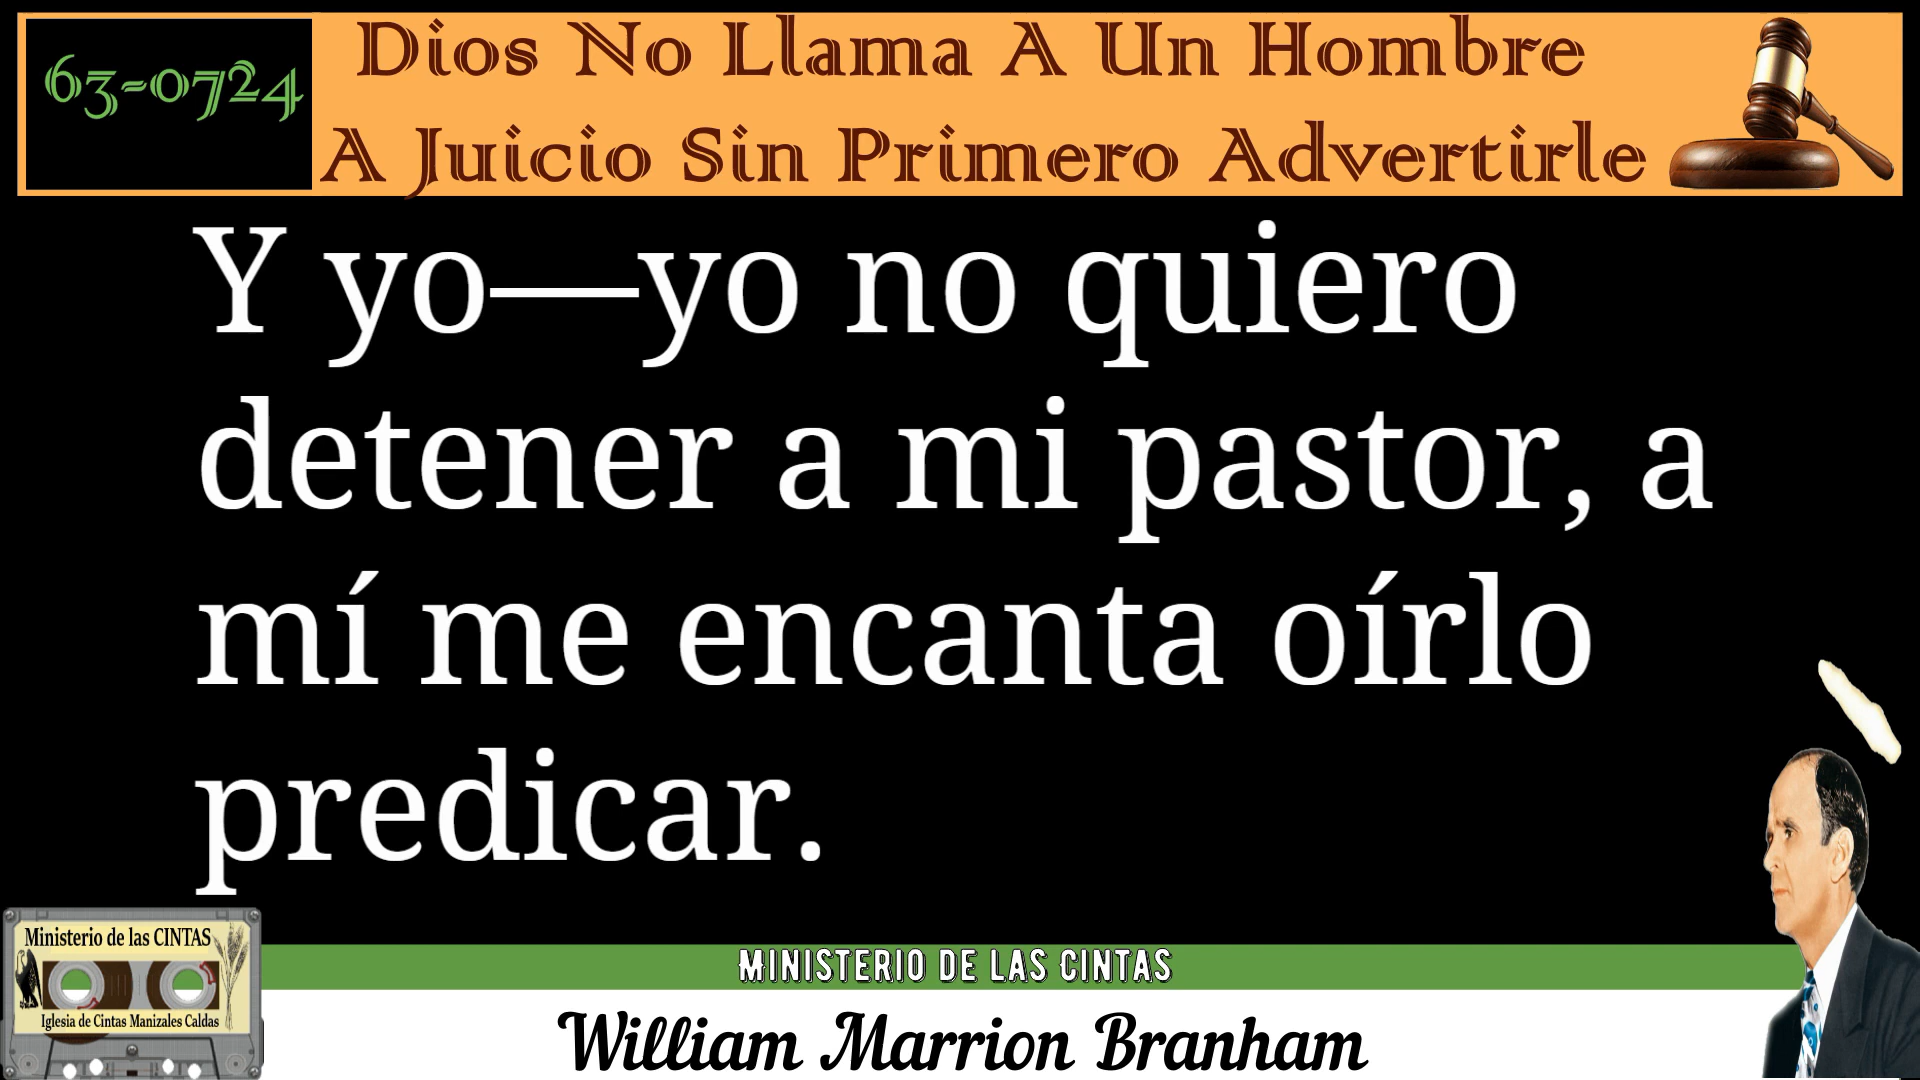 63-0724
Dios No Llama A Un Hombre
A Juicio Sin Primero Advertirle
Y yo—yo no quiero
detener a mi pastor, a
mí me encanta oírlo
predicar.
Ministerio de las CINTAS
Iglesia de Cintas Manizales Caldas
MINISTERIO DE LAS CINTAS
William Marrion Branham